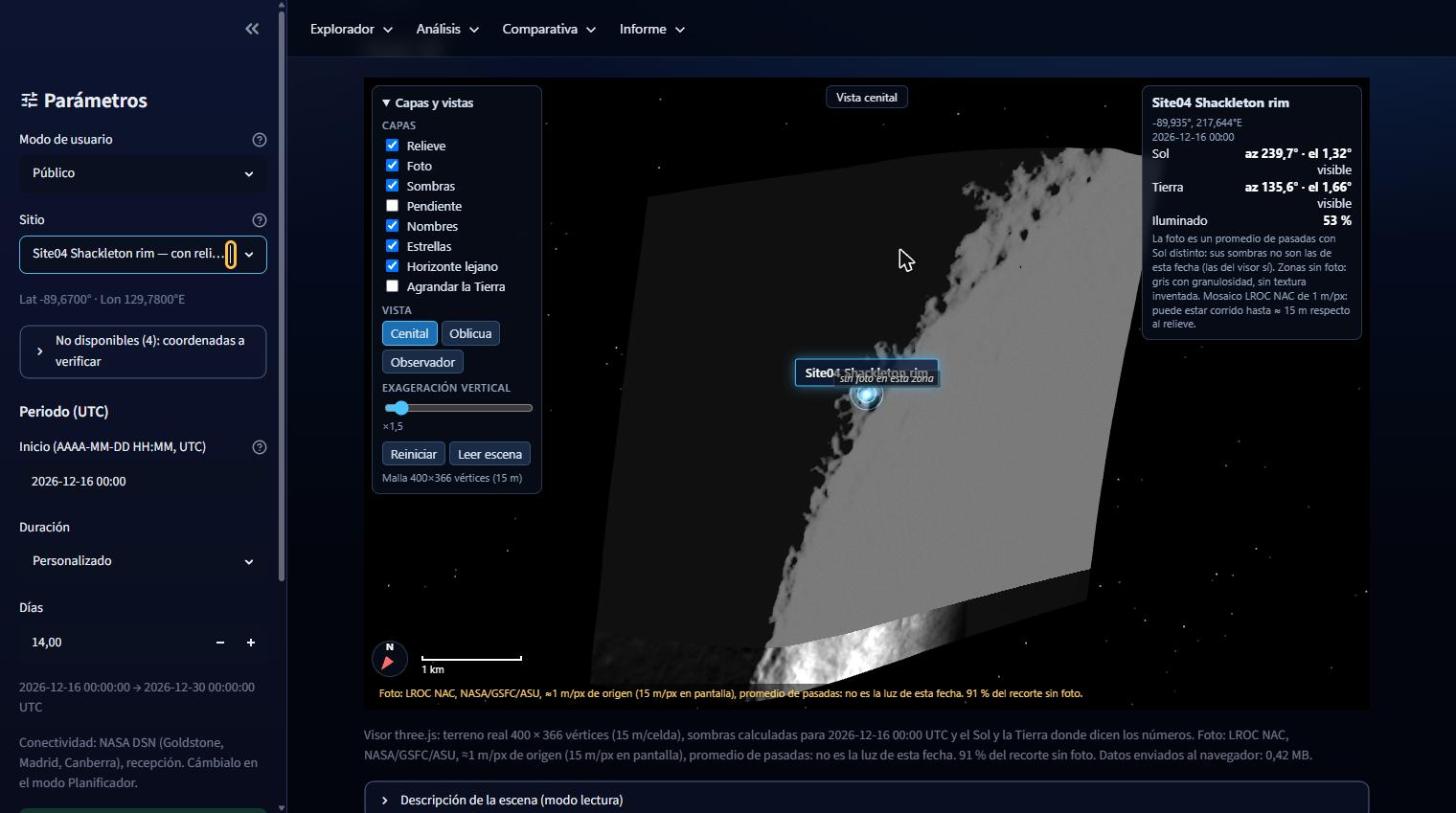 Explorador
Análisis
Comparativa
Informe
Parámetros
Modo de usuario
Público
Sitio
Site04 Shackleton rim — con reli...
Lat -89,6700° · Lon 129,7800°E
No disponibles (4): coordenadas a
verificar
Periodo (UTC)
Inicio (AAAA-MM-DD HH:MM, UTC)
2026-12-16 00:00
Duración
Personalizado
Días
14,00
2026-12-16 00:00:00 → 2026-12-30 00:00:00
UTC
Conectividad: NASA DSN (Goldstone,
Madrid, Canberra), recepción. Cámbialo en
el modo Planificador.
▼ Capas y vistas
CAPAS
Relieve
Foto
Sombras
Pendiente
Nombres
Estrellas
Horizonte lejano
Agrandar la Tierra
VISTA
Cenital
Oblicua
Observador
EXAGERACIÓN VERTICAL
×1,5
Reiniciar
Leer escena
Malla 400×366 vértices (15 m)
Vista cenital
Site04 Shackleton rim
sin foto en esta zona
N
1 km
Foto: LROC NAC, NASA/GSFC/ASU, ≈1 m/px de origen (15 m/px en pantalla), promedio de pasadas: no es la luz de esta fecha. 91 % del recorte sin foto.
Site04 Shackleton rim
-89,935°, 217,644°E
2026-12-16 00:00
Sol az 239,7° · el 1,32°
visible
Tierra az 135,6° · el 1,66°
visible
Iluminado 53 %
La foto es un promedio de pasadas con
Sol distinto: sus sombras no son las de
esta fecha (las del visor sí). Zonas sin foto:
gris con granulosidad, sin textura
inventada. Mosaico LROC NAC de 1 m/px:
puede estar corrido hasta ≈ 15 m respecto
al relieve.
Visor three.js: terreno real 400 × 366 vértices (15 m/celda), sombras calculadas para 2026-12-16 00:00 UTC y el Sol y la Tierra donde dicen los números. Foto: LROC NAC,
NASA/GSFC/ASU, ≈1 m/px de origen (15 m/px en pantalla), promedio de pasadas: no es la luz de esta fecha. 91 % del recorte sin foto. Datos enviados al navegador: 0,42 MB.
Descripción de la escena (modo lectura)